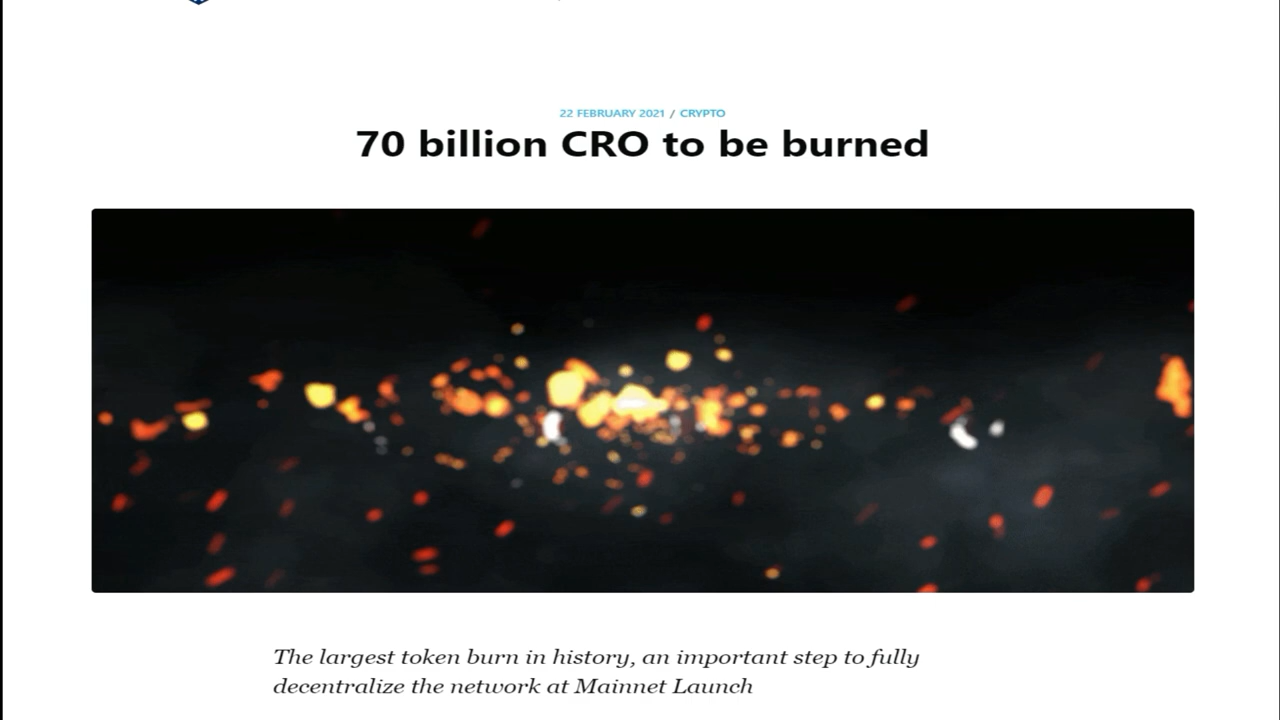 22 FEBRUARY 2021 / CRYPTO
70 billion CRO to be burned
The largest token burn in history, an important step to fully
decentralize the network at Mainnet Launch